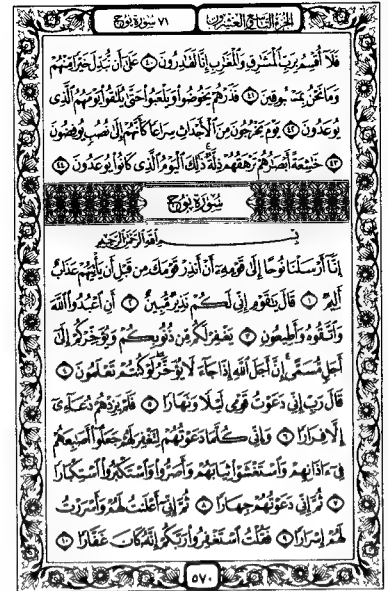 ٧١ سورة نوح الجزء التاسع والعشرون
فَلَآ أُقْسِمُ بِرَبِّ ٱلْمَشَٰرِقِ وَٱلْمَغَٰرِبِ إِنَّا لَقَٰدِرُونَ ٤٠ عَلَىٰٓ أَن نُّبَدِّلَ خَيْرًا مِّنْهُمْ
وَمَا نَحْنُ بِمَسْبُوقِينَ ٤١ فَذَرْهُمْ يَخُوضُوا۟ وَيَلْعَبُوا۟ حَتَّىٰ يُلَٰقُوا۟ يَوْمَهُمُ ٱلَّذِى
يُوعَدُونَ ٤٢ يَوْمَ يَخْرُجُونَ مِنَ ٱلْأَجْدَاثِ سِرَاعًا كَأَنَّهُمْ إِلَىٰ نُصُبٍ يُوفِضُونَ
٤٣ خَٰشِعَةً أَبْصَٰرُهُمْ تَرْهَقُهُمْ ذِلَّةٌ ۚ ذَٰلِكَ ٱلْيَوْمُ ٱلَّذِى كَانُوا۟ يُوعَدُونَ ٤٤
سُورَةُ نُوحٍ
بِسْمِ ٱللَّهِ ٱلرَّحْمَٰنِ ٱلرَّحِيمِ
إِنَّآ أَرْسَلْنَا نُوحًا إِلَىٰ قَوْمِهِۦٓ أَنْ أَنذِرْ قَوْمَكَ مِن قَبْلِ أَن يَأْتِيَهُمْ عَذَابٌ
أَلِيمٌ ١ قَالَ يَٰقَوْمِ إِنِّى لَكُمْ نَذِيرٌ مُّبِينٌ ٢ أَنِ ٱعْبُدُوا۟ ٱللَّهَ
وَٱتَّقُوهُ وَأَطِيعُونِ ٣ يَغْفِرْ لَكُم مِّن ذُنُوبِكُمْ وَيُؤَخِّرْكُمْ إِلَىٰٓ
أَجَلٍ مُّسَمًّى ۚ إِنَّ أَجَلَ ٱللَّهِ إِذَا جَآءَ لَا يُؤَخَّرُ ۖ لَوْ كُنتُمْ تَعْلَمُونَ ٤
قَالَ رَبِّ إِنِّى دَعَوْتُ قَوْمِى لَيْلًا وَنَهَارًا ٥ فَلَمْ يَزِدْهُمْ دُعَآءِىٓ
إِلَّا فِرَارًا ٦ وَإِنِّى كُلَّمَا دَعَوْتُهُمْ لِتَغْفِرَ لَهُمْ جَعَلُوٓا۟ أَصَٰبِعَهُمْ
فِىٓ ءَاذَانِهِمْ وَٱسْتَغْشَوْا۟ ثِيَابَهُمْ وَأَصَرُّوا۟ وَٱسْتَكْبَرُوا۟ ٱسْتِكْبَارًا
٧ ثُمَّ إِنِّى دَعَوْتُهُمْ جِهَارًا ٨ ثُمَّ إِنِّىٓ أَعْلَنتُ لَهُمْ وَأَسْرَرْتُ
لَهُمْ إِسْرَارًا ٩ فَقُلْتُ ٱسْتَغْفِرُوا۟ رَبَّكُمْ إِنَّهُۥ كَانَ غَفَّارًا ١٠
٥٧٠